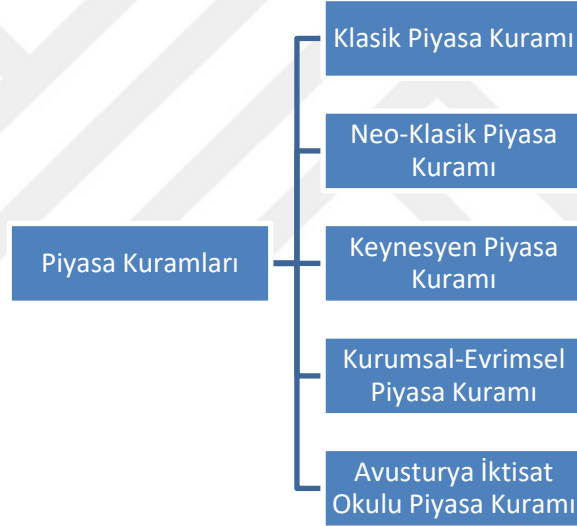 Klasik Piyasa Kuramı
Neo-Klasik Piyasa
Kuramı
Piyasa Kuramları
Keynesyen Piyasa
Kuramı
Kurumsal-Evrimsel
Piyasa Kuramı
Avusturya İktisat
Okulu Piyasa Kuramı